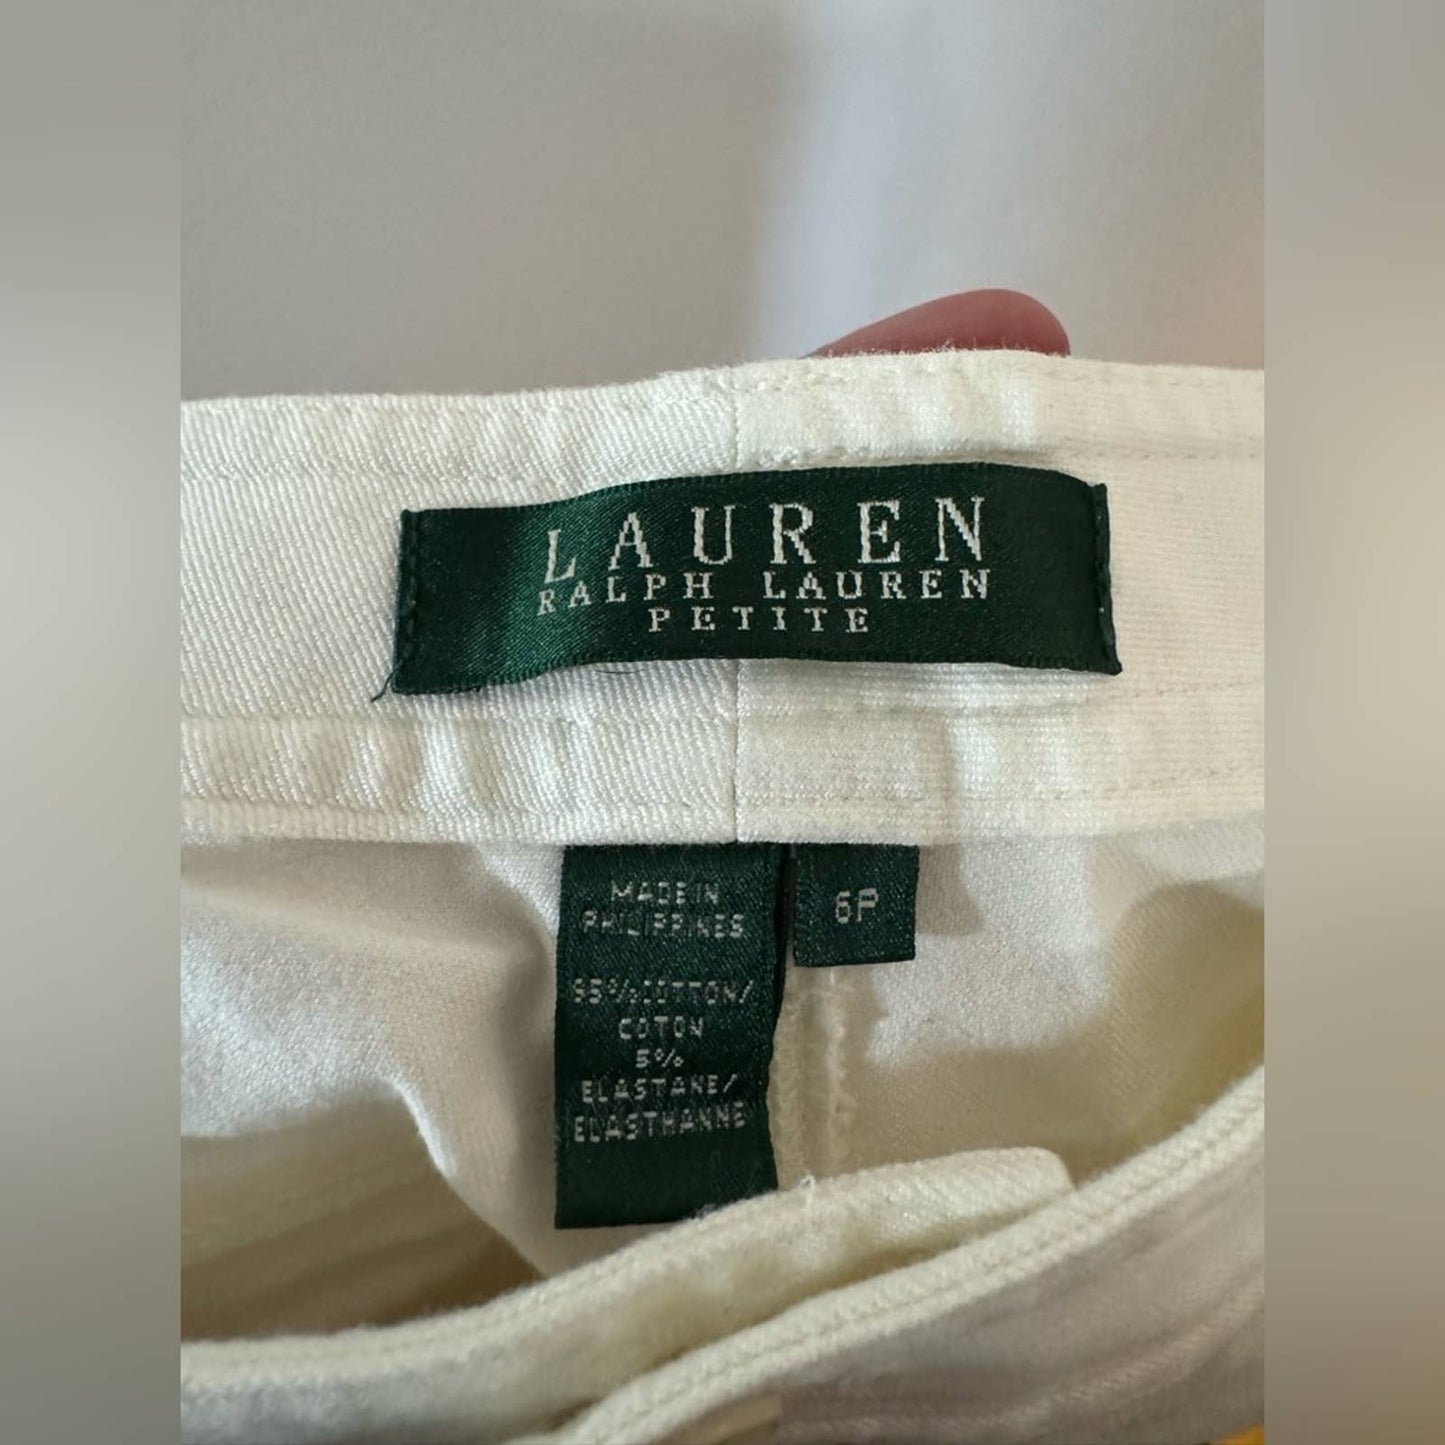 LAUREN
RALPH LAUREN
PETITE
MADE IN
PHILIPPINES
95% COTTON/
COTON
5%
ELASTANE/
ELASTHANNE
6P